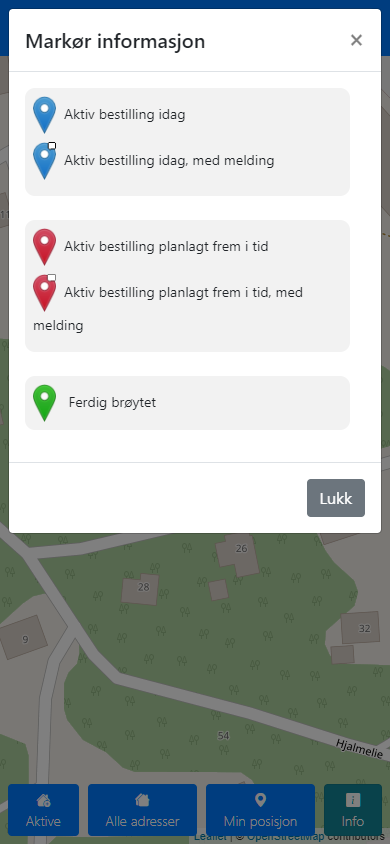 Markør informasjon ×
Aktiv bestilling idag
Aktiv bestilling idag, med melding
Aktiv bestilling planlagt frem i tid
Aktiv bestilling planlagt frem i tid, med
melding
Ferdig brøytet
Lukk
26
28
9
32
54
Hjalmelie
Aktive
Alle adresser
Min posisjon
Info
Leaflet | © OpenStreetMap contributors